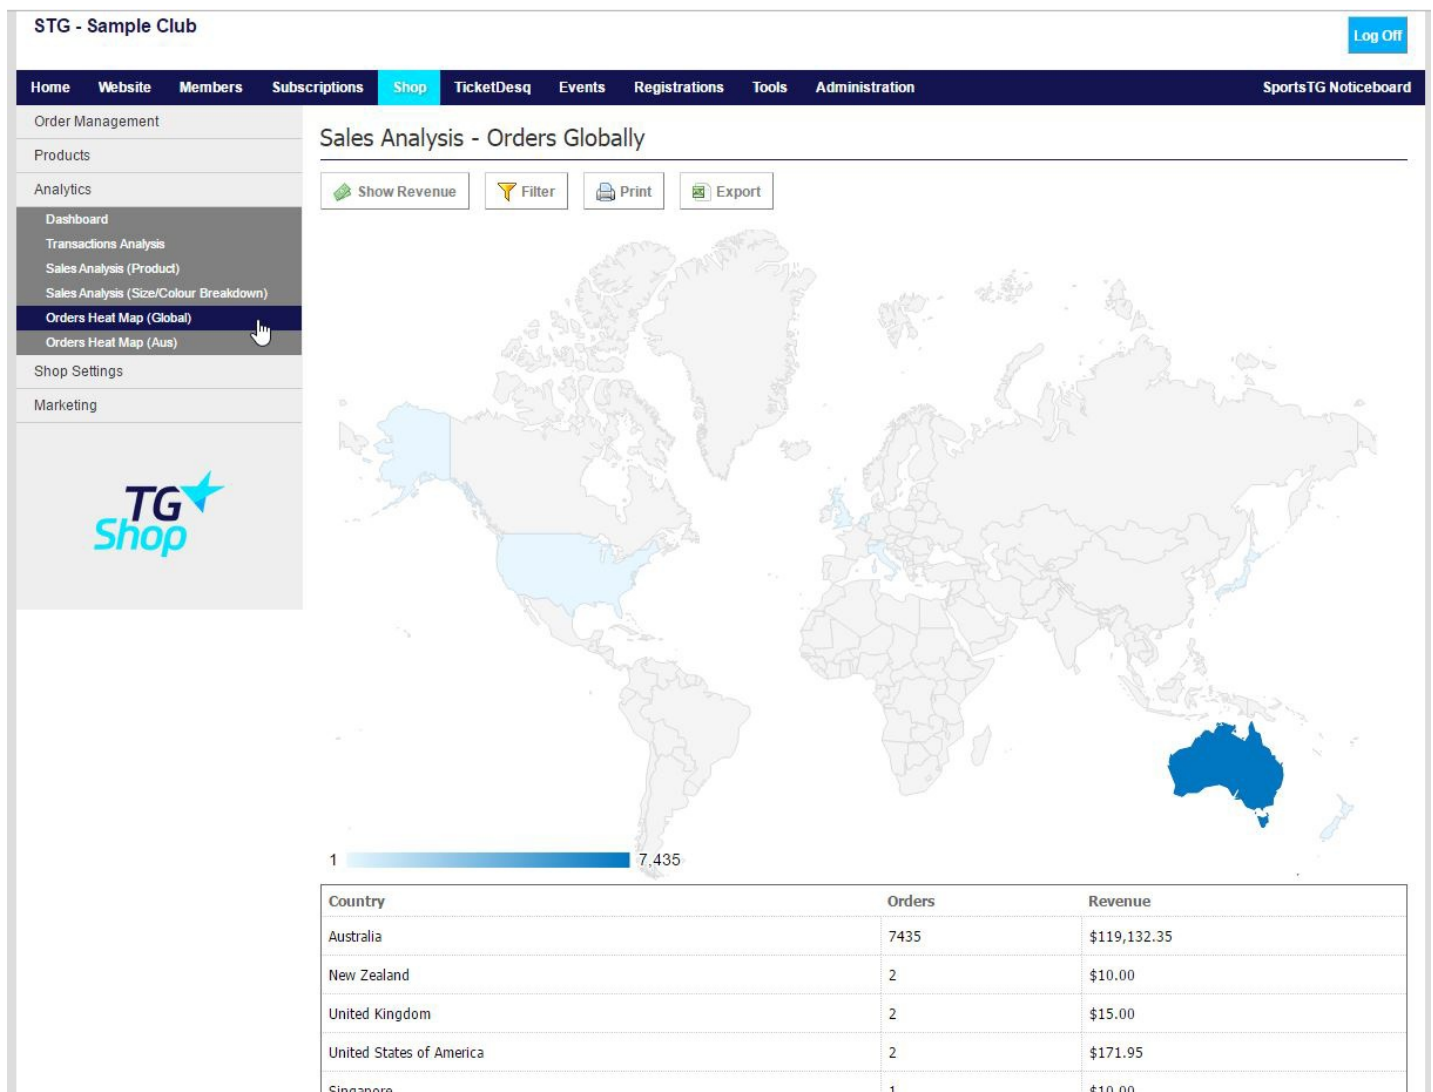 STG - Sample Club
Log Off
Home Website Members Subscriptions Shop TicketDesq Events Registrations Tools Administration SportsTG Noticeboard
Order Management
Products
Analytics
Dashboard
Transactions Analysis
Sales Analysis (Product)
Sales Analysis (Size/Colour Breakdown)
Orders Heat Map (Global)
Orders Heat Map (Aus)
Shop Settings
Marketing
TG
Shop
Sales Analysis - Orders Globally
Show Revenue Filter Print Export
1 7,435
Country Orders Revenue
Australia 7435 $119,132.35
New Zealand 2 $10.00
United Kingdom 2 $15.00
United States of America 2 $171.95
Singapore 1 $10.00